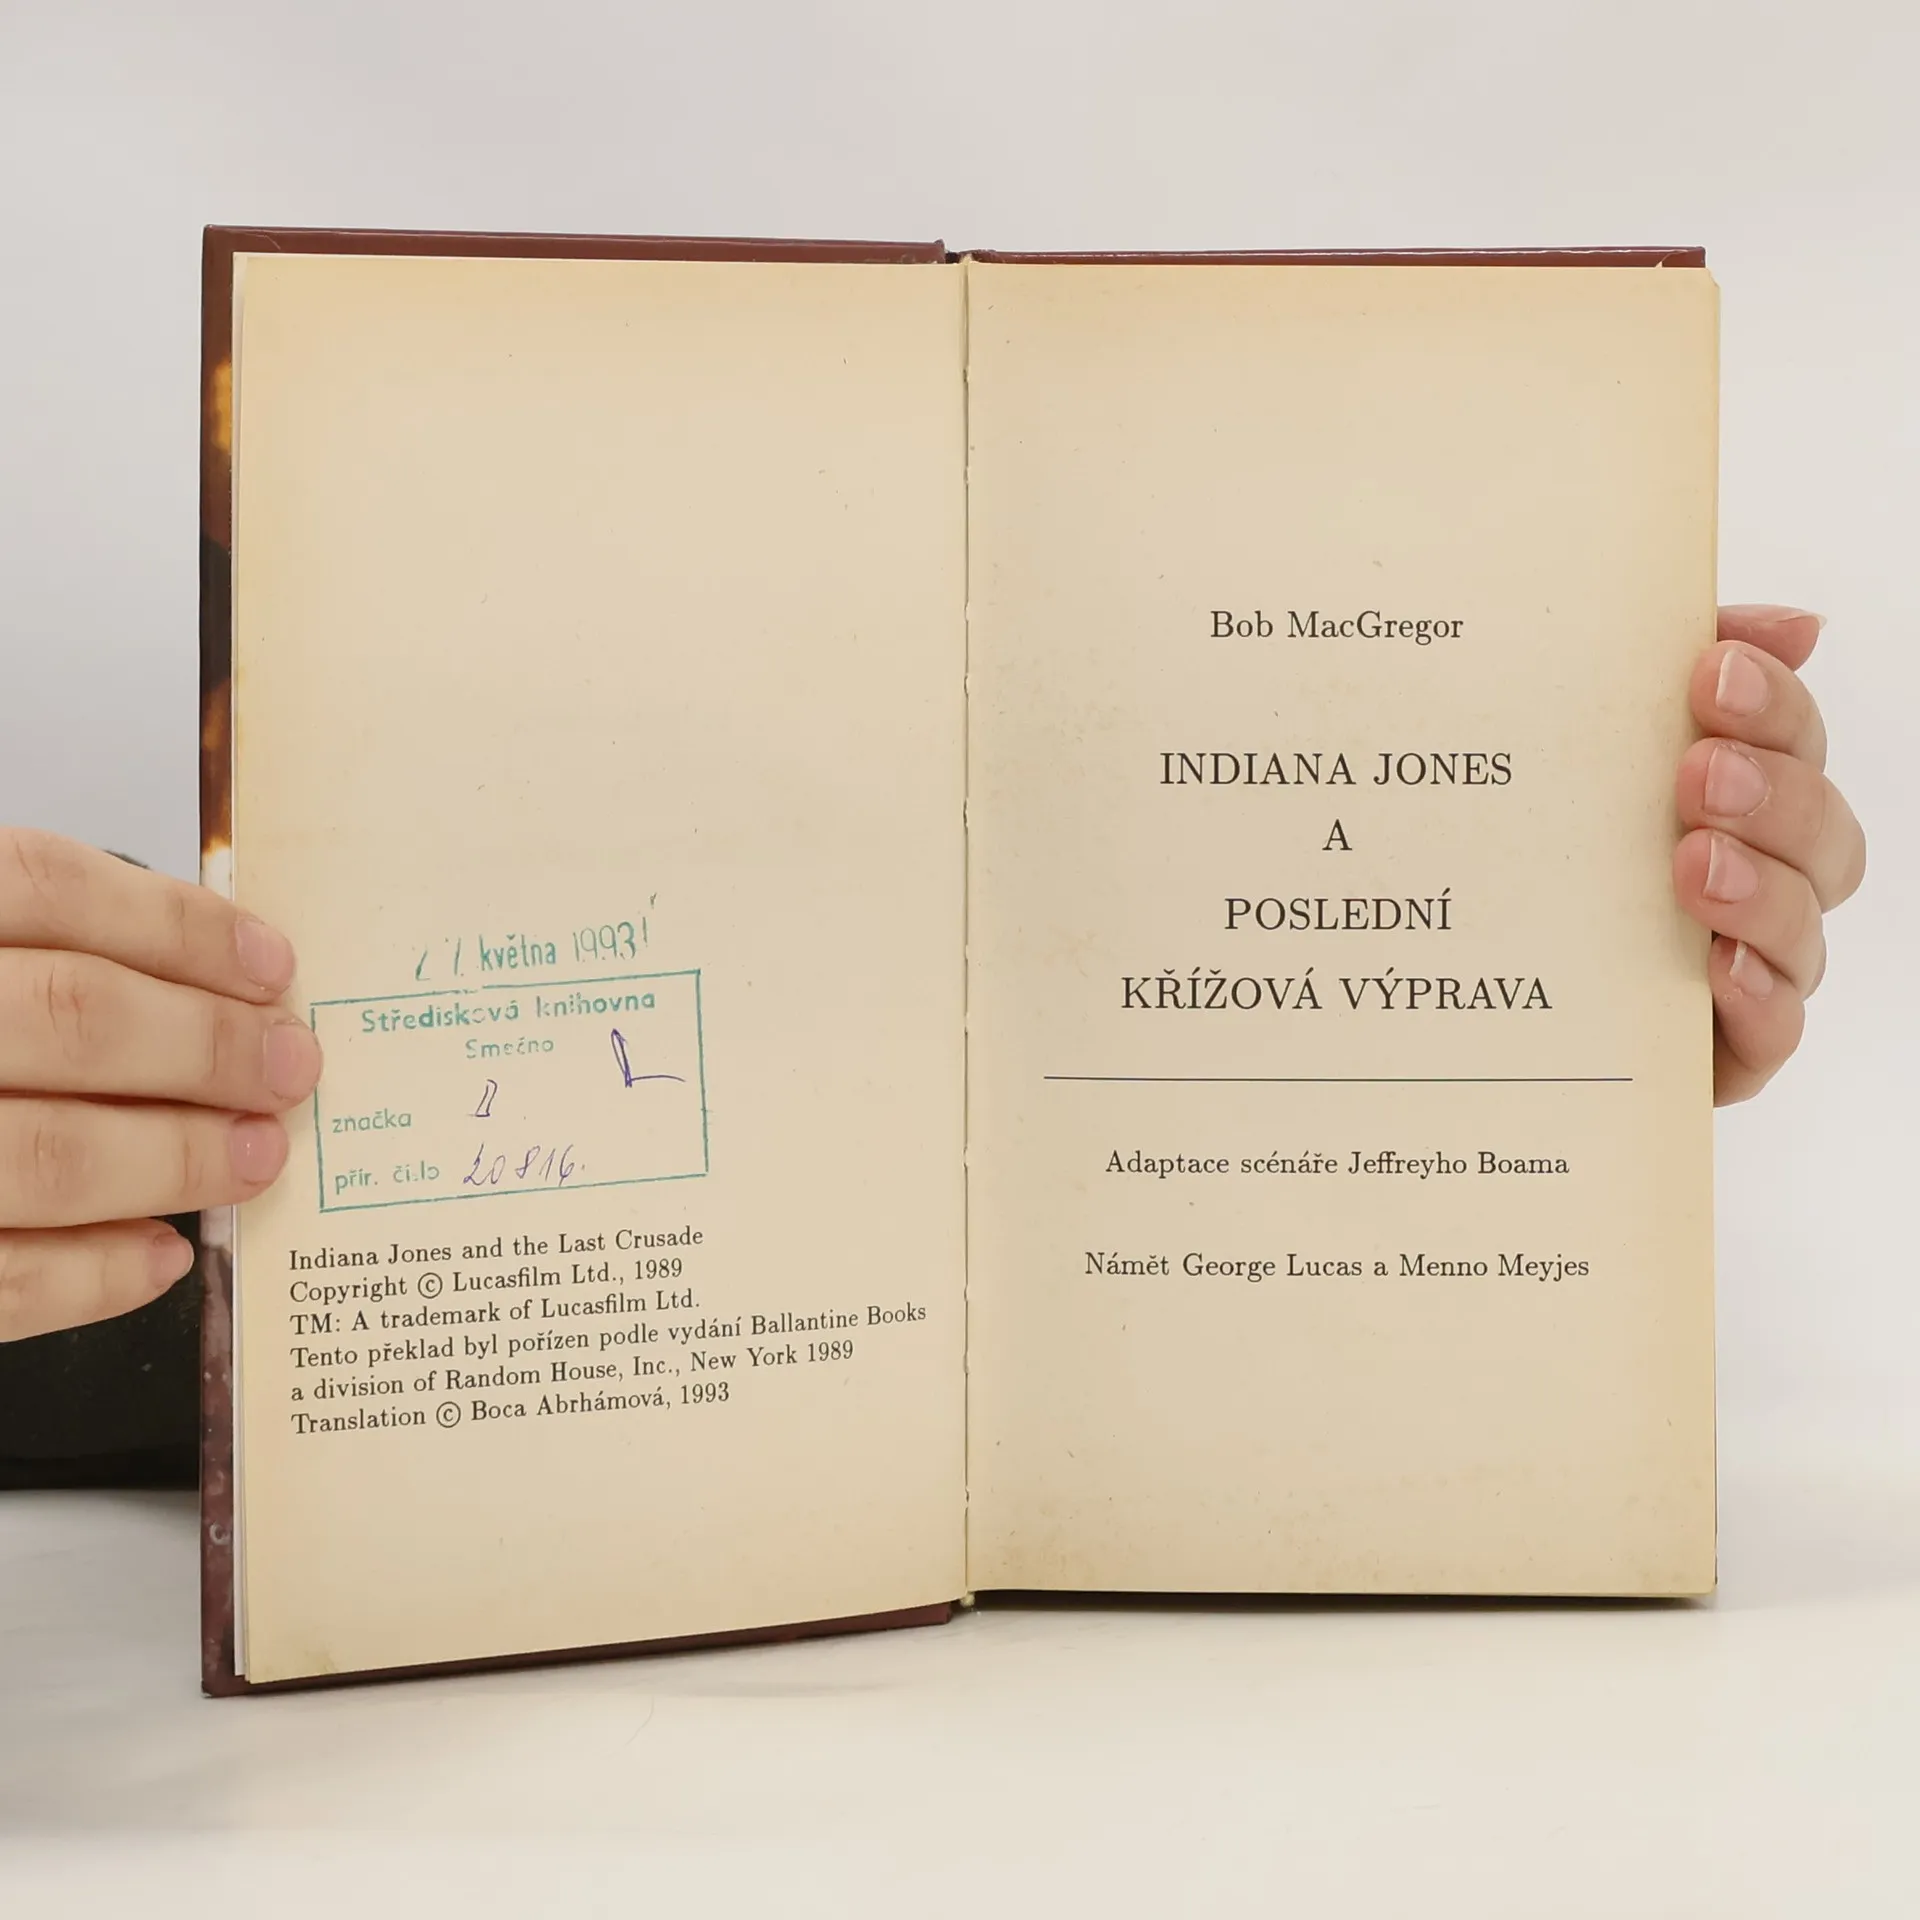 května 1993
Středisková knihovna
Smečno
značka
přír. číslo 20816.
Indiana Jones and the Last Crusade
Copyright © Lucasfilm Ltd., 1989
TM: A trademark of Lucasfilm Ltd.
Tento překlad byl pořízen podle vydání Ballantine Books
a division of Random House, Inc., New York 1989
Translation © Boca Abrhámová, 1993
Bob MacGregor
INDIANA JONES
A
POSLEDNÍ
KŘÍŽOVÁ VÝPRAVA
Adaptace scénáře Jeffreyho Boama
Námět George Lucas a Menno Meyjes